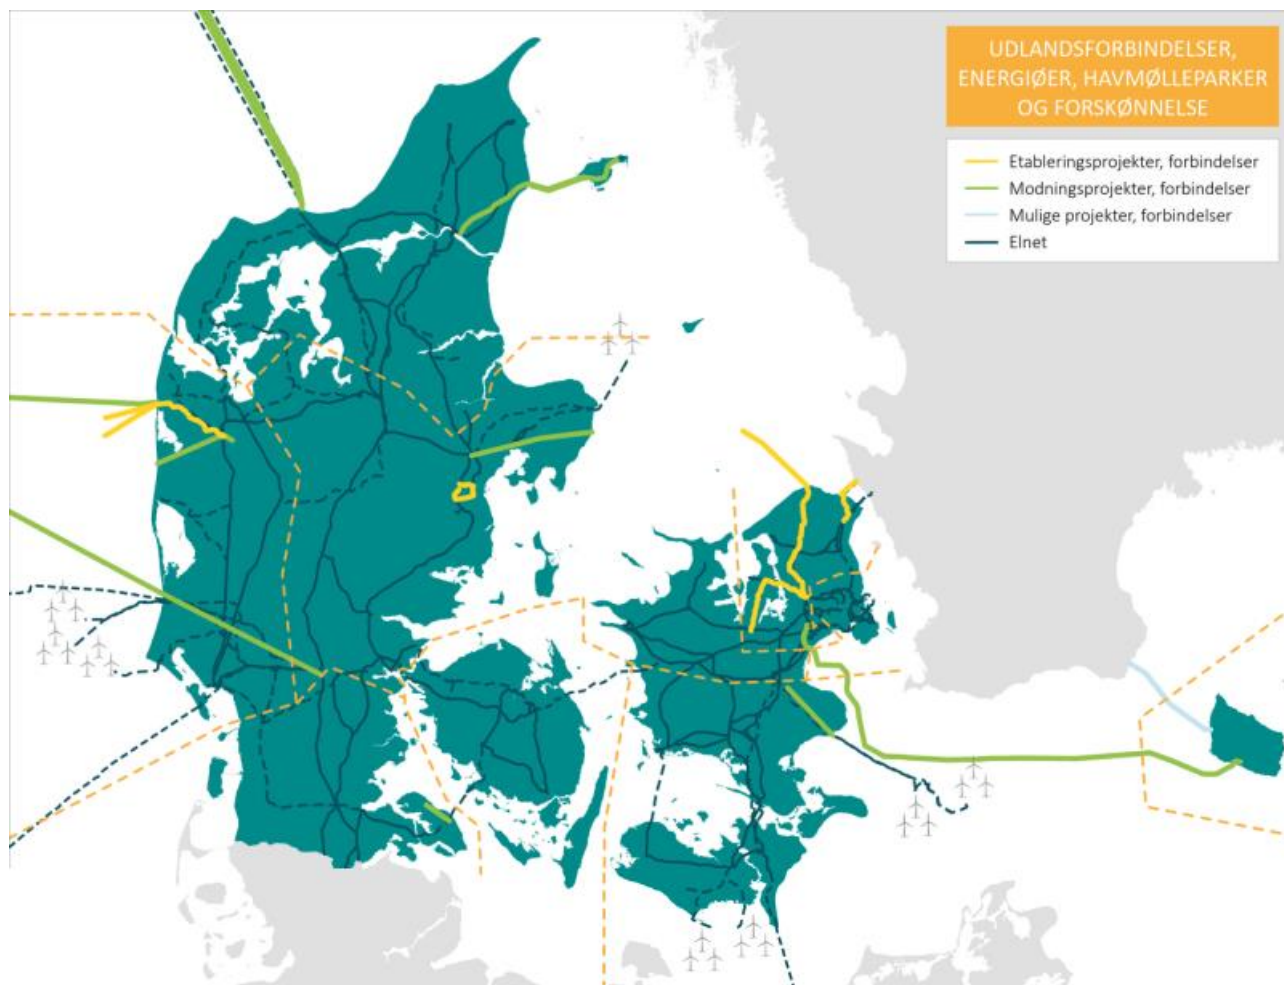 UDLANDSFORBINDELSER,
ENERGIØER, HAVMØLLEPARKER
OG FORSKØNNELSE
Etableringsprojekter, forbindelser
Modningsprojekter, forbindelser
Mulige projekter, forbindelser
Elnet